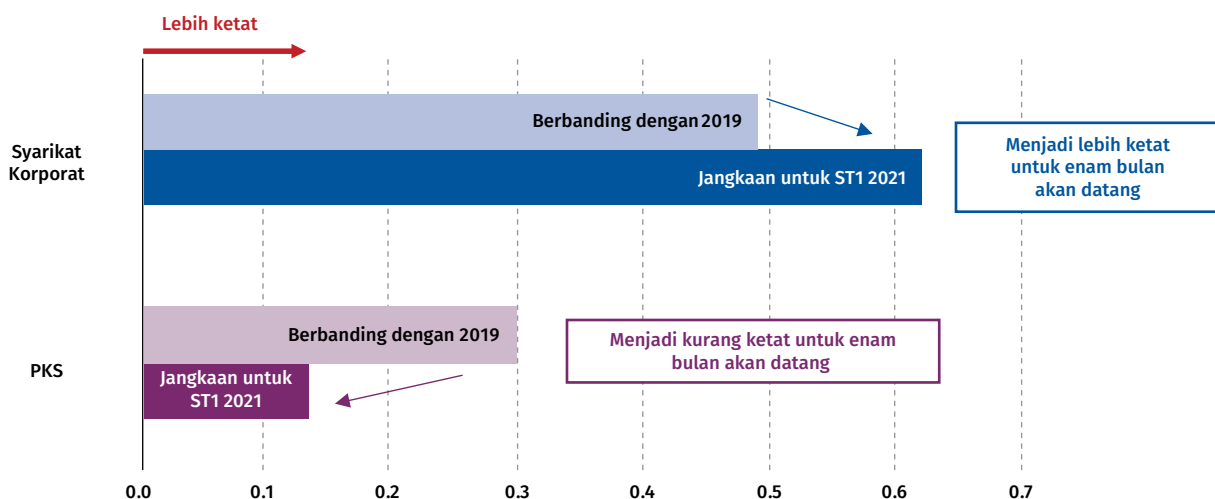 Lebih ketat
Syarikat
Korporat
Berbanding dengan 2019
Jangkaan untuk ST1 2021
Menjadi lebih ketat
untuk enam bulan
akan datang
PKS
Berbanding dengan 2019
Jangkaan untuk
ST1 2021
Menjadi kurang ketat untuk enam
bulan akan datang
0.0 0.1 0.2 0.3 0.4 0.5 0.6 0.7